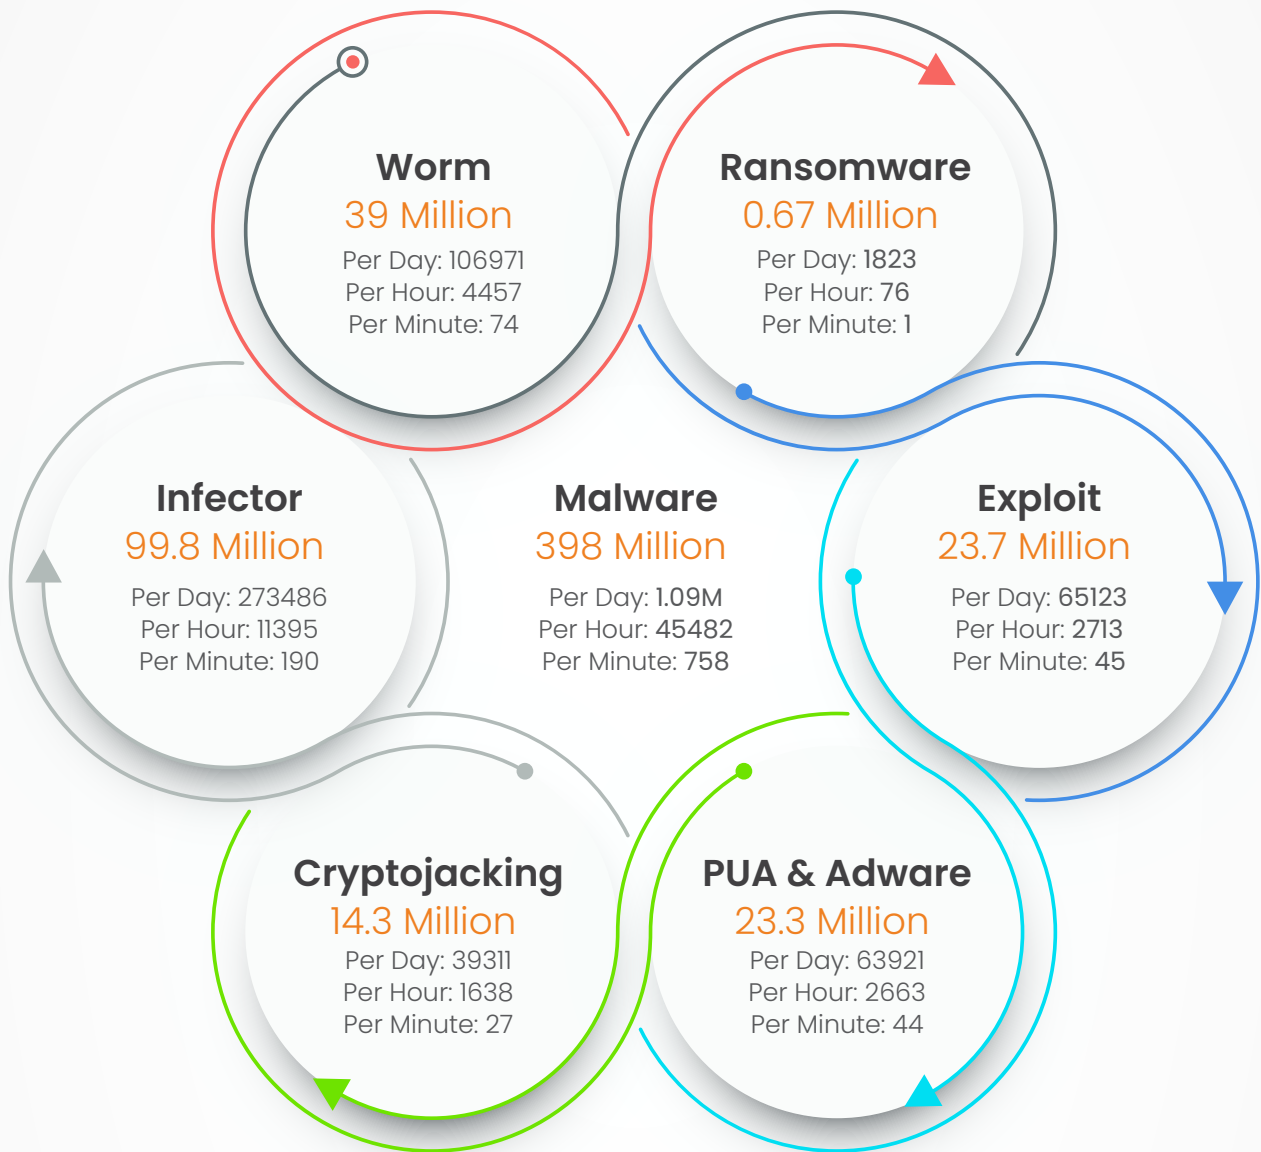 Worm
39 Million
Per Day: 106971
Per Hour: 4457
Per Minute: 74
Ransomware
0.67 Million
Per Day: 1823
Per Hour: 76
Per Minute: 1
Infector
99.8 Million
Per Day: 273486
Per Hour: 11395
Per Minute: 190
Malware
398 Million
Per Day: 1.09M
Per Hour: 45482
Per Minute: 758
Exploit
23.7 Million
Per Day: 65123
Per Hour: 2713
Per Minute: 45
Cryptojacking
14.3 Million
Per Day: 39311
Per Hour: 1638
Per Minute: 27
PUA & Adware
23.3 Million
Per Day: 63921
Per Hour: 2663
Per Minute: 44